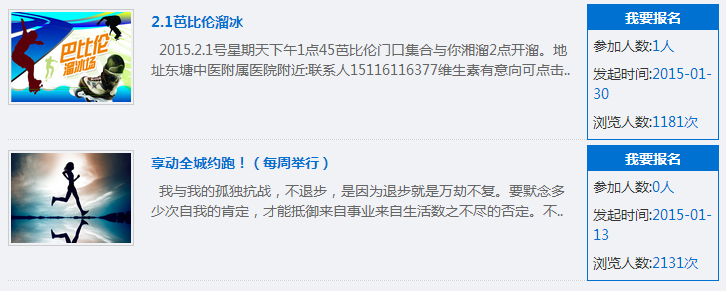 巴比伦
溜冰场
2.1芭比伦溜冰
2015.2.1号星期天下午1点45芭比伦门口集合与你湘溜2点开溜。地
址东塘中医附属医院附近:联系人15116116377维生素有意向可点击..
我要报名
参加人数:1人
发起时间:2015-01-
30
浏览人数:1181次
享动全城约跑！（每周举行）
我与我的孤独抗战，不退步，是因为退步就是万劫不复。要默念多
少次自我的肯定，才能抵御来自事业来自生活数之不尽的否定。不..
我要报名
参加人数:0人
发起时间:2015-01-
13
浏览人数:2131次